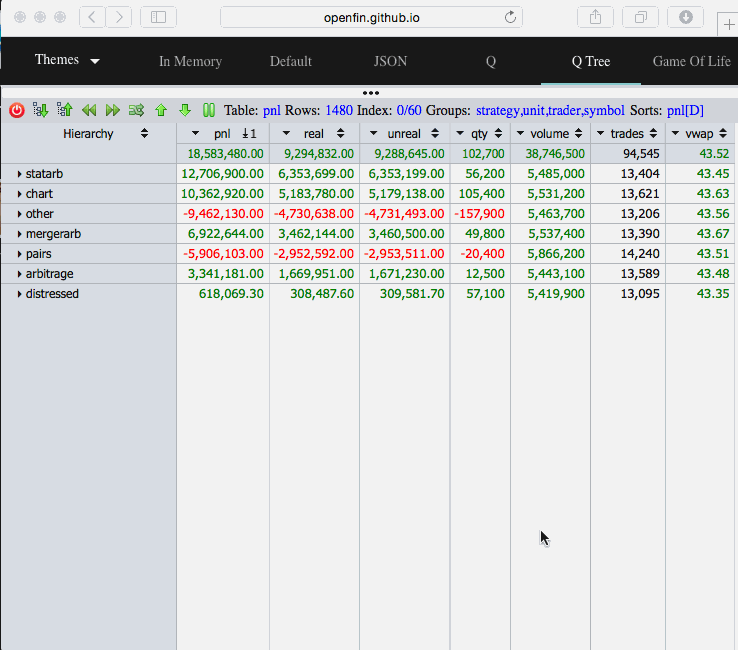 openfin.github.io
Themes In Memory Default JSON Q Q Tree Game Of Life
Table: pnl Rows: 1480 Index: 0/60 Groups: strategy,unit,trader,symbol Sorts: pnl[D]
Hierarchy pnl 1 real unreal qty volume trades vwap
18,583,480.00 9,294,832.00 9,288,645.00 102,700 38,746,500 94,545 43.52
statarb 12,706,900.00 6,353,699.00 6,353,199.00 56,200 5,485,000 13,404 43.45
chart 10,362,920.00 5,183,780.00 5,179,138.00 105,400 5,531,200 13,621 43.63
other -9,462,130.00 -4,730,638.00 -4,731,493.00 -157,900 5,463,700 13,206 43.56
mergerarb 6,922,644.00 3,462,144.00 3,460,500.00 49,800 5,537,400 13,390 43.67
pairs -5,906,103.00 -2,952,592.00 -2,953,511.00 -20,400 5,866,200 14,240 43.51
arbitrage 3,341,181.00 1,669,951.00 1,671,230.00 12,500 5,443,100 13,589 43.48
distressed 618,069.30 308,487.60 309,581.70 57,100 5,419,900 13,095 43.35